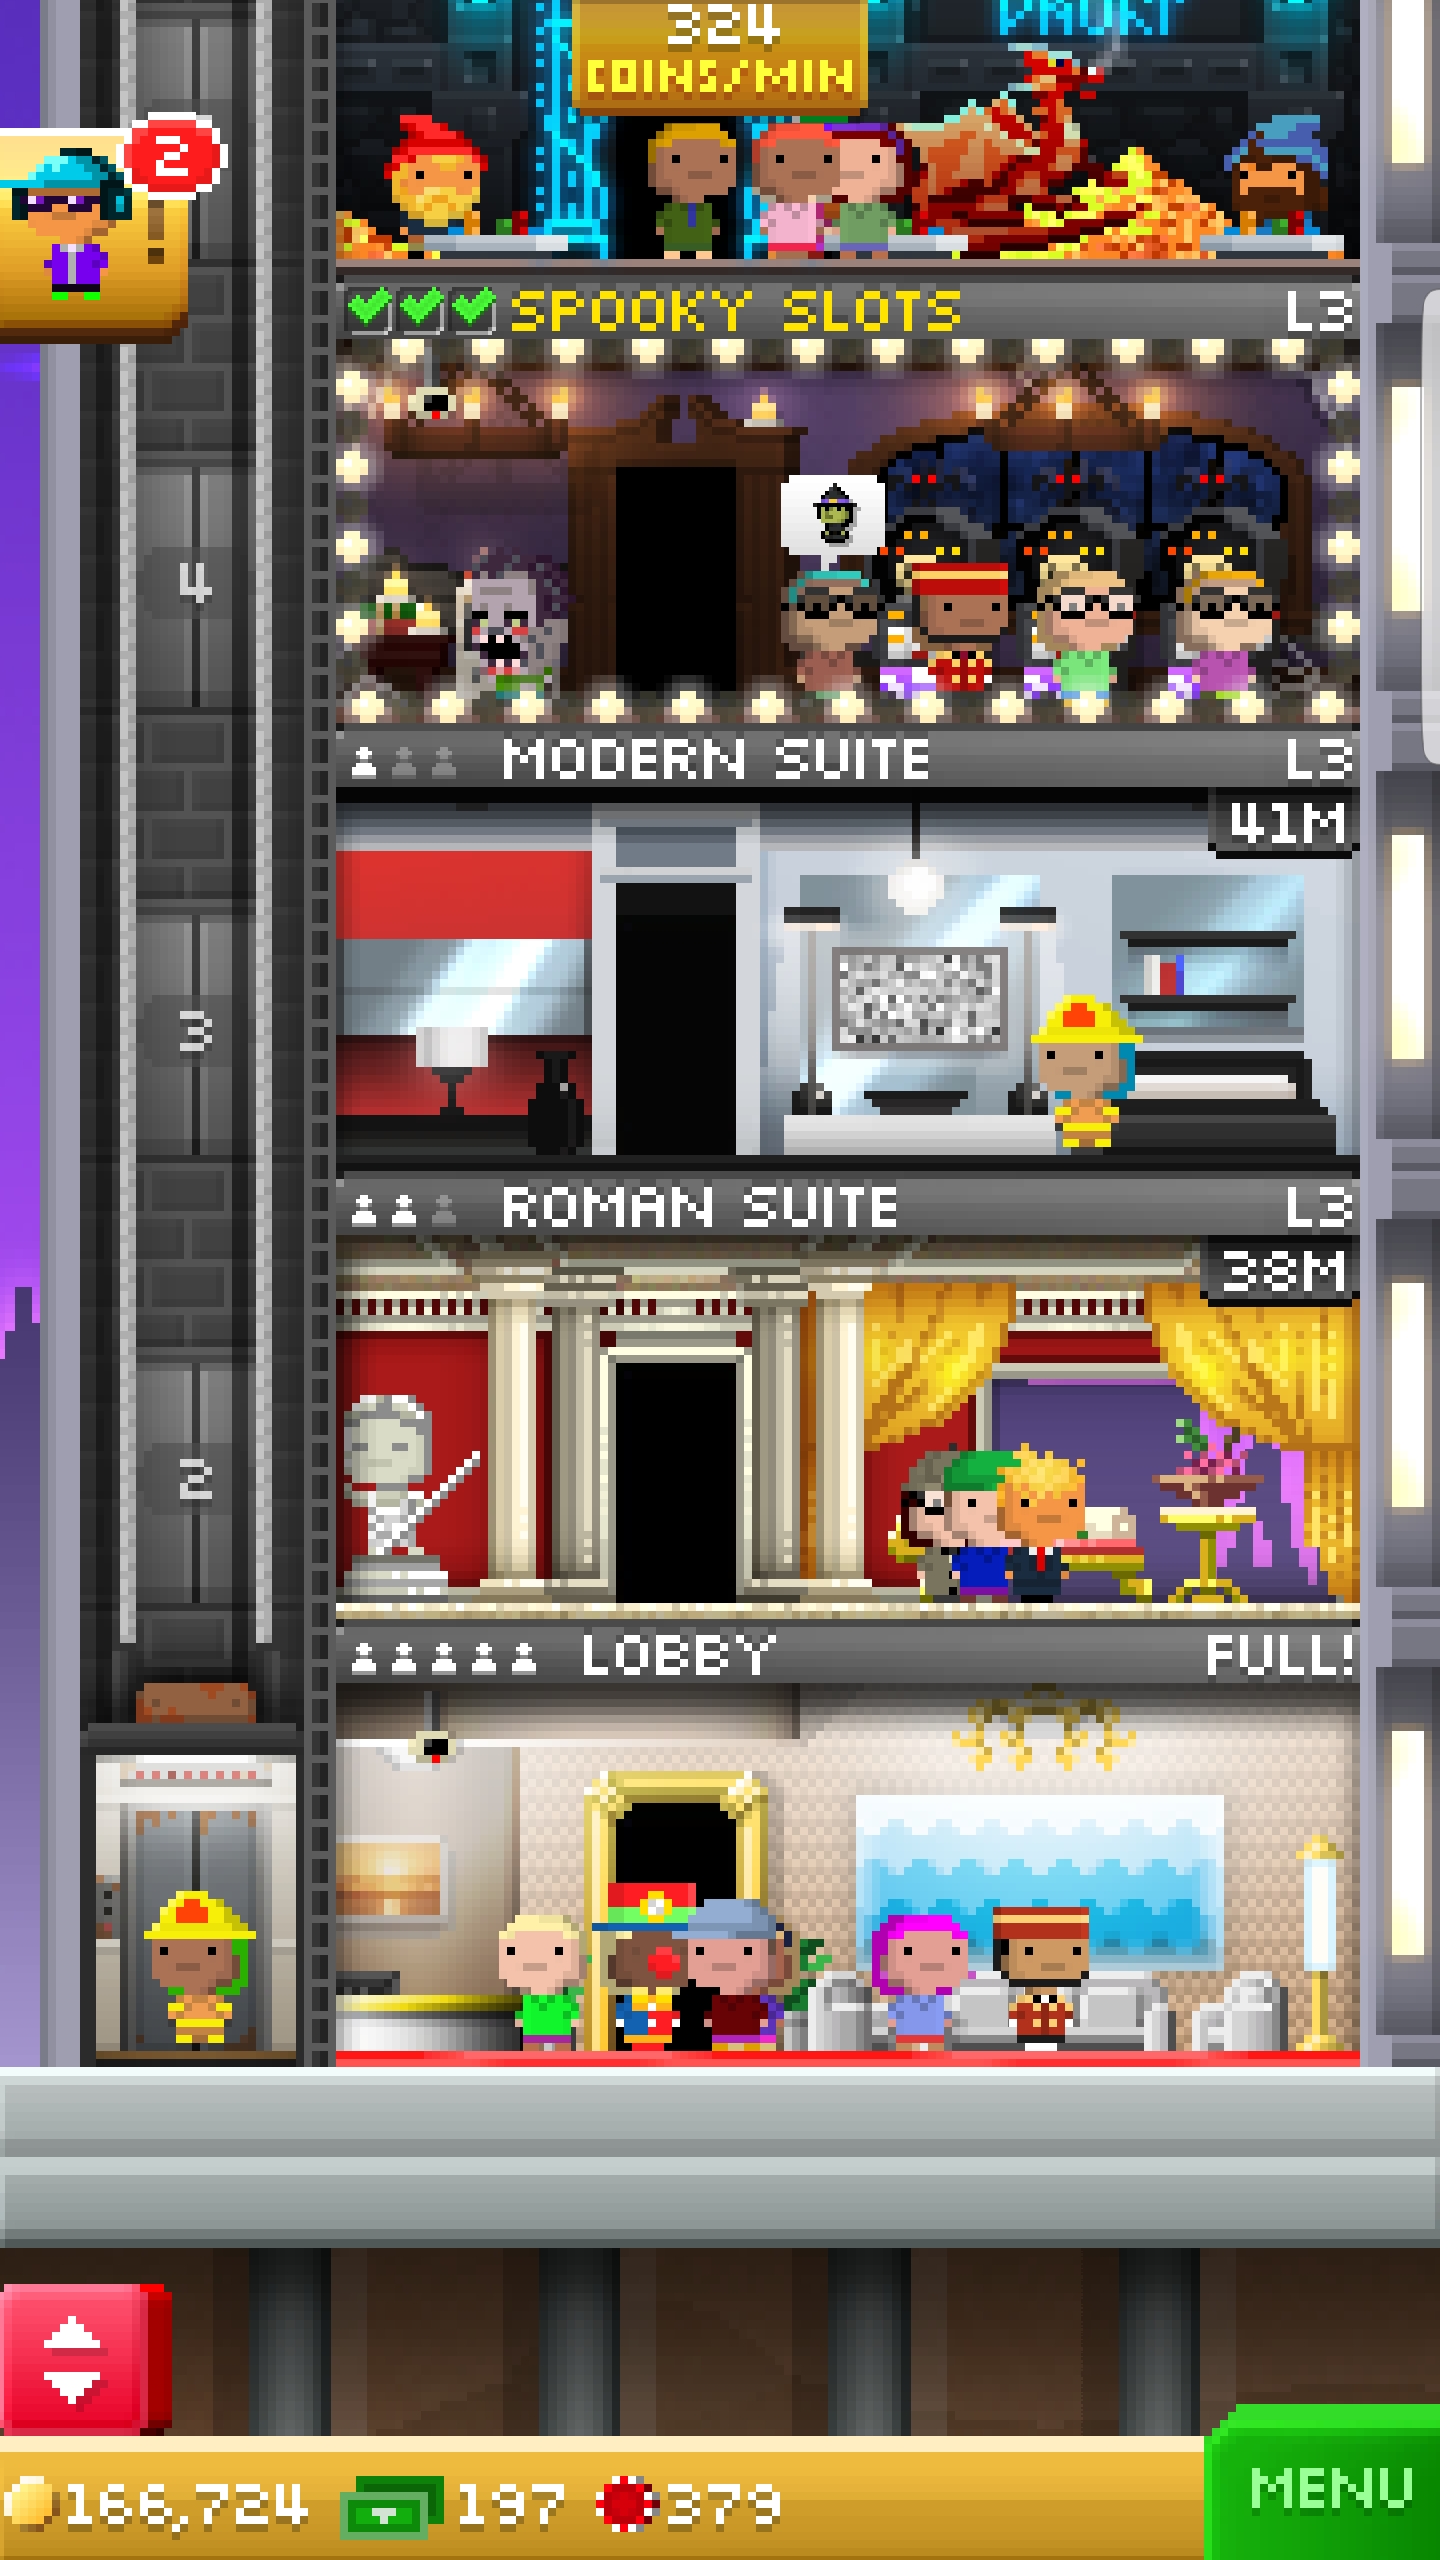 324
COINS/MIN
2
SPOOKY SLOTS L3
4
MODERN SUITE L3
41M
3
ROMAN SUITE L3
38M
2
LOBBY FULL!
166,724 197 379
MENU